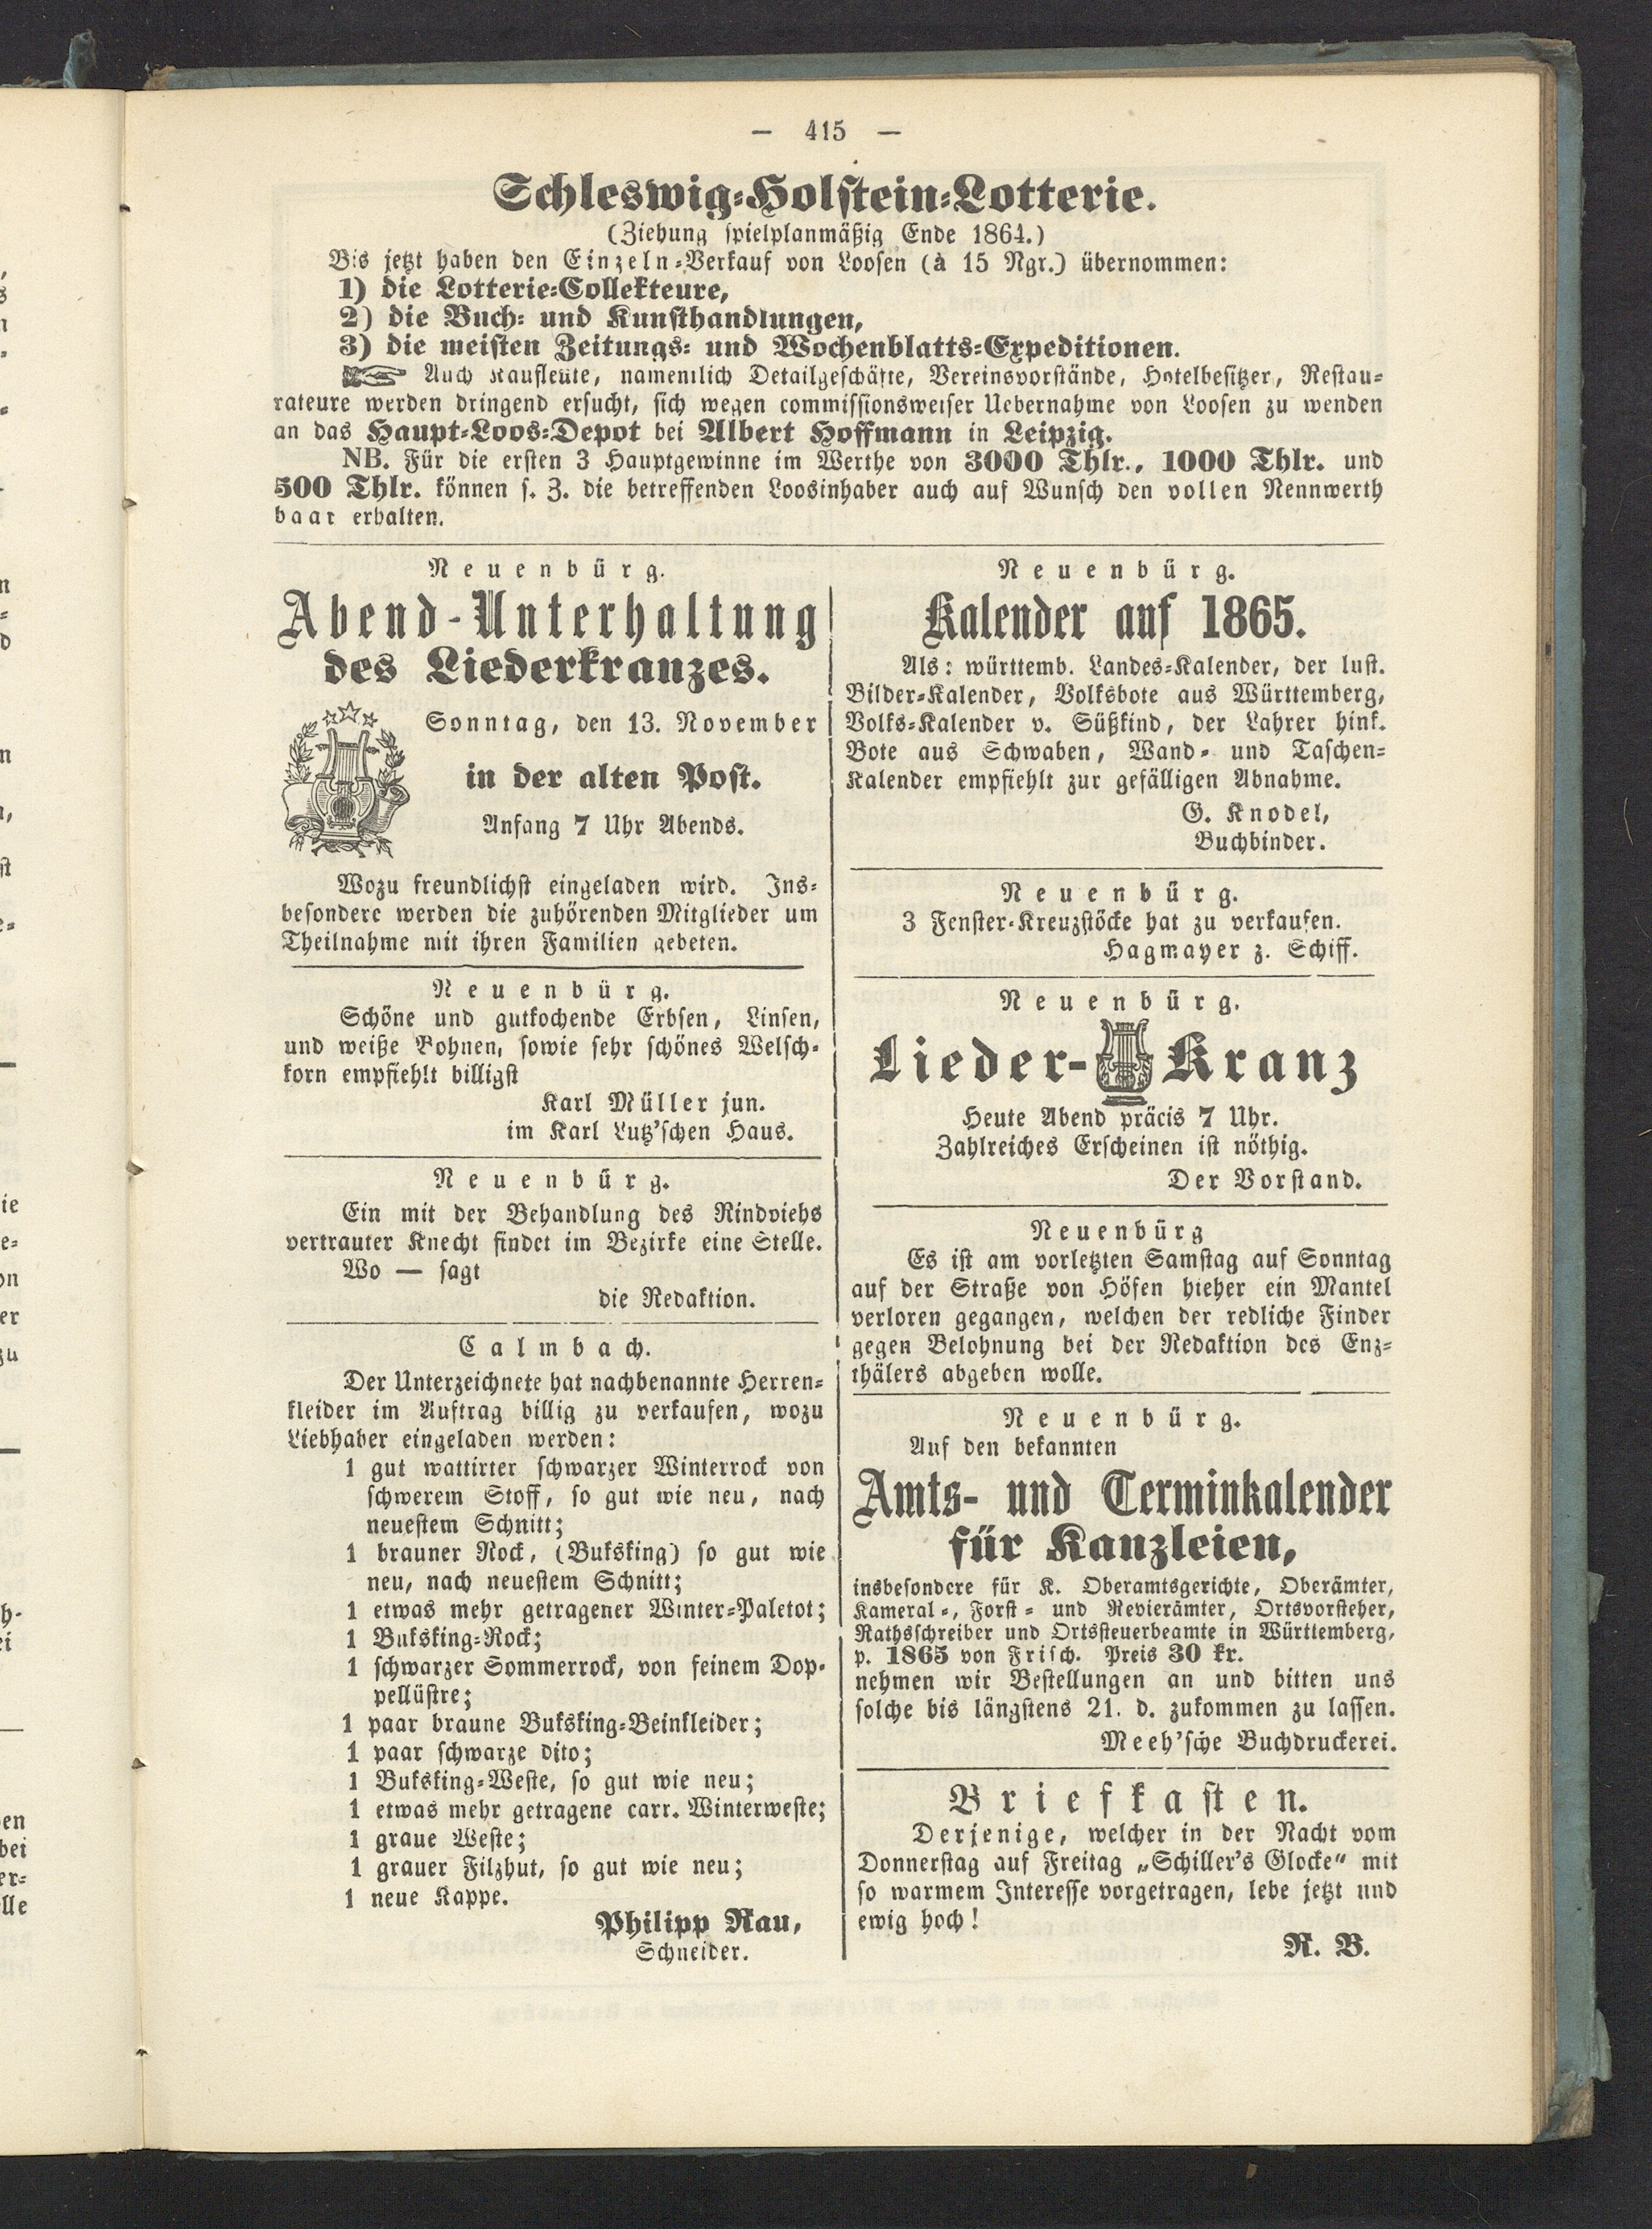 — 415 —
Schleswig-Holstein-Lotterie.
(Ziehung spielplanmäßig Ende 1864.)
Bis jetzt haben den Einzeln-Verkauf von Loosen (à 15 Ngr.) übernommen:
1) die Lotterie-Collekteure,
2) die Buch- und Kunsthandlungen,
3) die meisten Zeitungs- und Wochenblatts-Expeditionen.
Auch Kaufleute, namentlich Detailgeschäfte, Vereinsvorstände, Hotelbesitzer, Restau-
rateure werden dringend ersucht, sich wegen commissionsweiser Uebernahme von Loosen zu wenden
an das Haupt-Loos-Depot bei Albert Hoffmann in Leipzig.
NB. Für die ersten 3 Hauptgewinne im Werthe von 3000 Thlr., 1000 Thlr. und
500 Thlr. können s. Z. die betreffenden Loosinhaber auch auf Wunsch den vollen Nennwerth
baar erhalten.
Neuenbürg.
Abend-Unterhaltung
des Liederkranzes.
Sonntag, den 13. November
in der alten Post.
Anfang 7 Uhr Abends.
Wozu freundlichst eingeladen wird. Ins-
besondere werden die zuhörenden Mitglieder um
Theilnahme mit ihren Familien gebeten.
Neuenbürg.
Schöne und gutkochende Erbsen, Linsen,
und weiße Bohnen, sowie sehr schönes Welsch-
korn empfiehlt billigst
Karl Müller jun.
im Karl Lutz'schen Haus.
Neuenbürg.
Ein mit der Behandlung des Rindviehs
vertrauter Knecht findet im Bezirke eine Stelle.
Wo — sagt
die Redaktion.
Calmbach.
Der Unterzeichnete hat nachbenannte Herren-
kleider im Auftrag billig zu verkaufen, wozu
Liebhaber eingeladen werden:
1 gut wattirter schwarzer Winterrock von
schwerem Stoff, so gut wie neu, nach
neuestem Schnitt;
1 brauner Rock, (Buksking) so gut wie
neu, nach neuestem Schnitt;
1 etwas mehr getragener Winter-Paletot;
1 Buksking-Rock;
1 schwarzer Sommerrock, von feinem Dop-
pellüstre;
1 paar braune Buksking-Beinkleider;
1 paar schwarze dito;
1 Buksking-Weste, so gut wie neu;
1 etwas mehr getragene carr. Winterweste;
1 graue Weste;
1 grauer Filzhut, so gut wie neu;
1 neue Kappe.
Philipp Rau,
Schneider.
Neuenbürg.
Kalender auf 1865.
Als: württemb. Landes-Kalender, der lust.
Bilder-Kalender, Volksbote aus Württemberg,
Volks-Kalender v. Süßkind, der Lahrer hink.
Bote aus Schwaben, Wand- und Taschen-
Kalender empfiehlt zur gefälligen Abnahme.
G. Knodel,
Buchbinder.
Neuenbürg.
3 Fenster-Kreuzstöcke hat zu verkaufen.
Hagmayer z. Schiff.
Neuenbürg.
Lieder-Kranz
Heute Abend präcis 7 Uhr.
Zahlreiches Erscheinen ist nöthig.
Der Vorstand.
Neuenbürg
Es ist am vorletzten Samstag auf Sonntag
auf der Straße von Höfen hieher ein Mantel
verloren gegangen, welchen der redliche Finder
gegen Belohnung bei der Redaktion des Enz-
thälers abgeben wolle.
Neuenbürg.
Auf den bekannten
Amts- und Terminkalender
für Kanzleien,
insbesondere für K. Oberamtsgerichte, Oberämter,
Kameral-, Forst- und Revierämter, Ortsvorsteher,
Rathsschreiber und Ortssteuerbeamte in Württemberg,
p. 1865 von Frisch. Preis 30 kr.
nehmen wir Bestellungen an und bitten uns
solche bis längstens 21. d. zukommen zu lassen.
Meeh'sche Buchdruckerei.
Briefkasten.
Derjenige, welcher in der Nacht vom
Donnerstag auf Freitag „Schiller's Glocke“ mit
so warmem Interesse vorgetragen, lebe jetzt und
ewig hoch!
R. B.